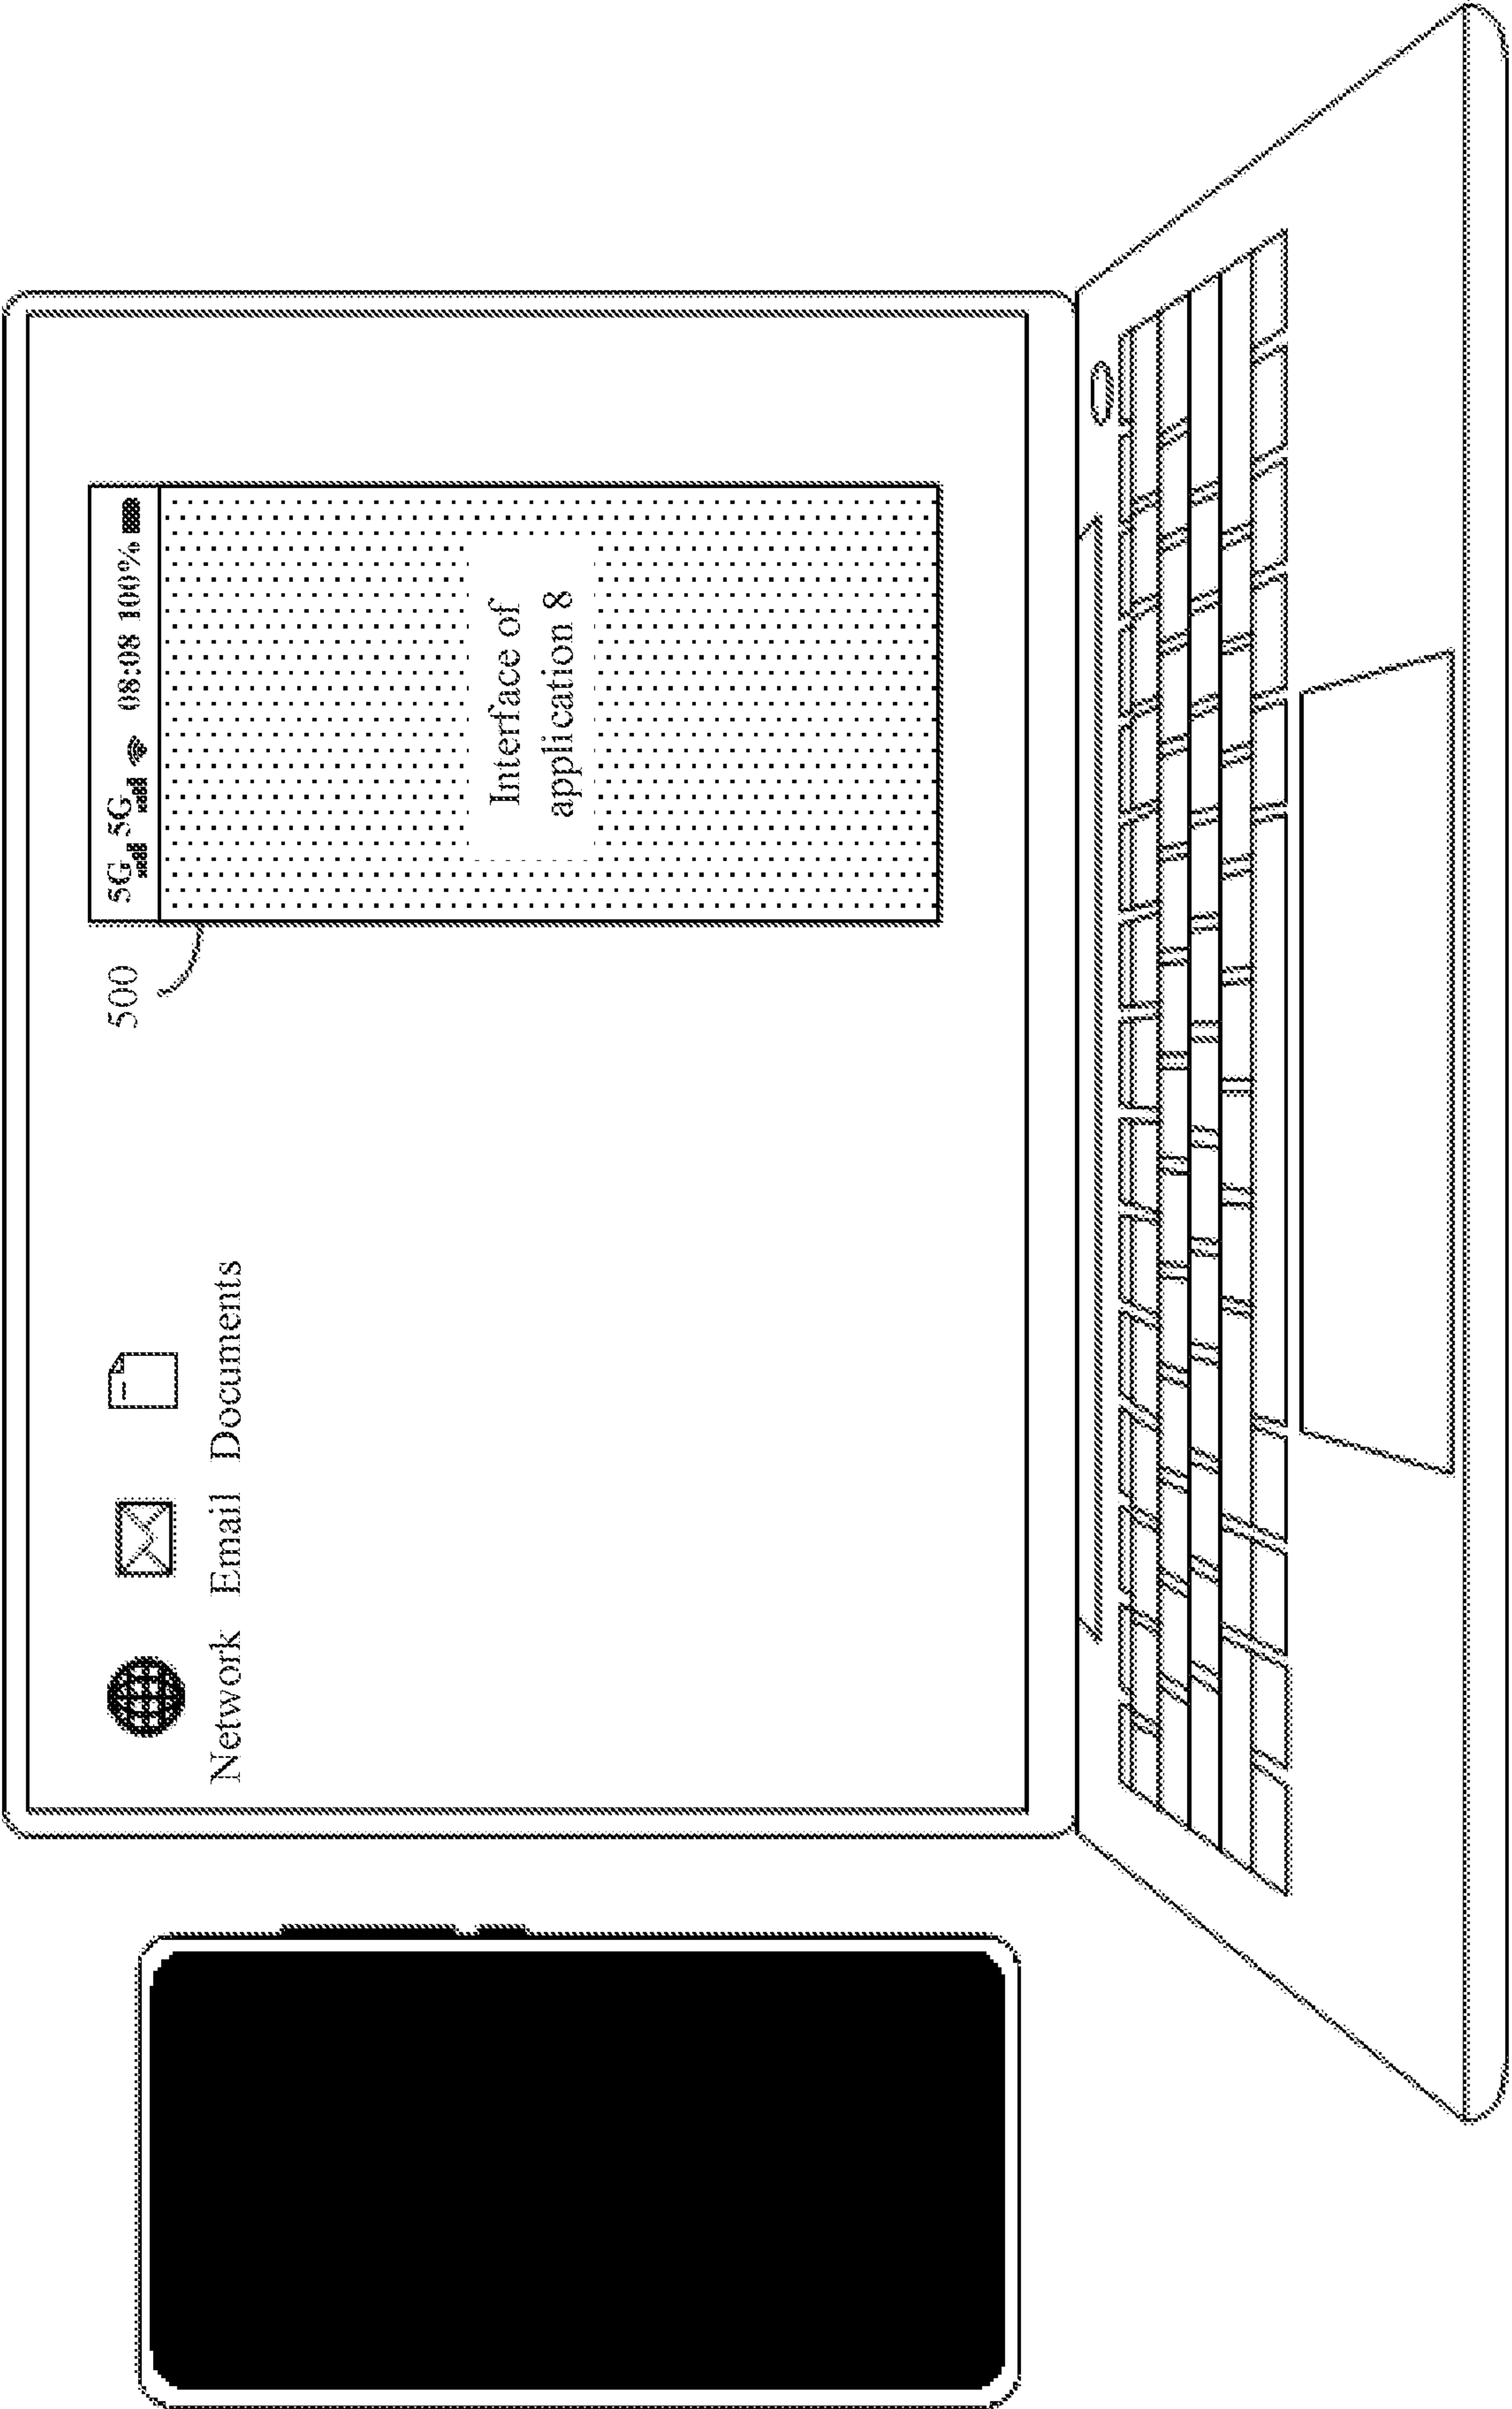 Network Email Documents
500
5G 5G 08:08 100%
Interface of
application 8